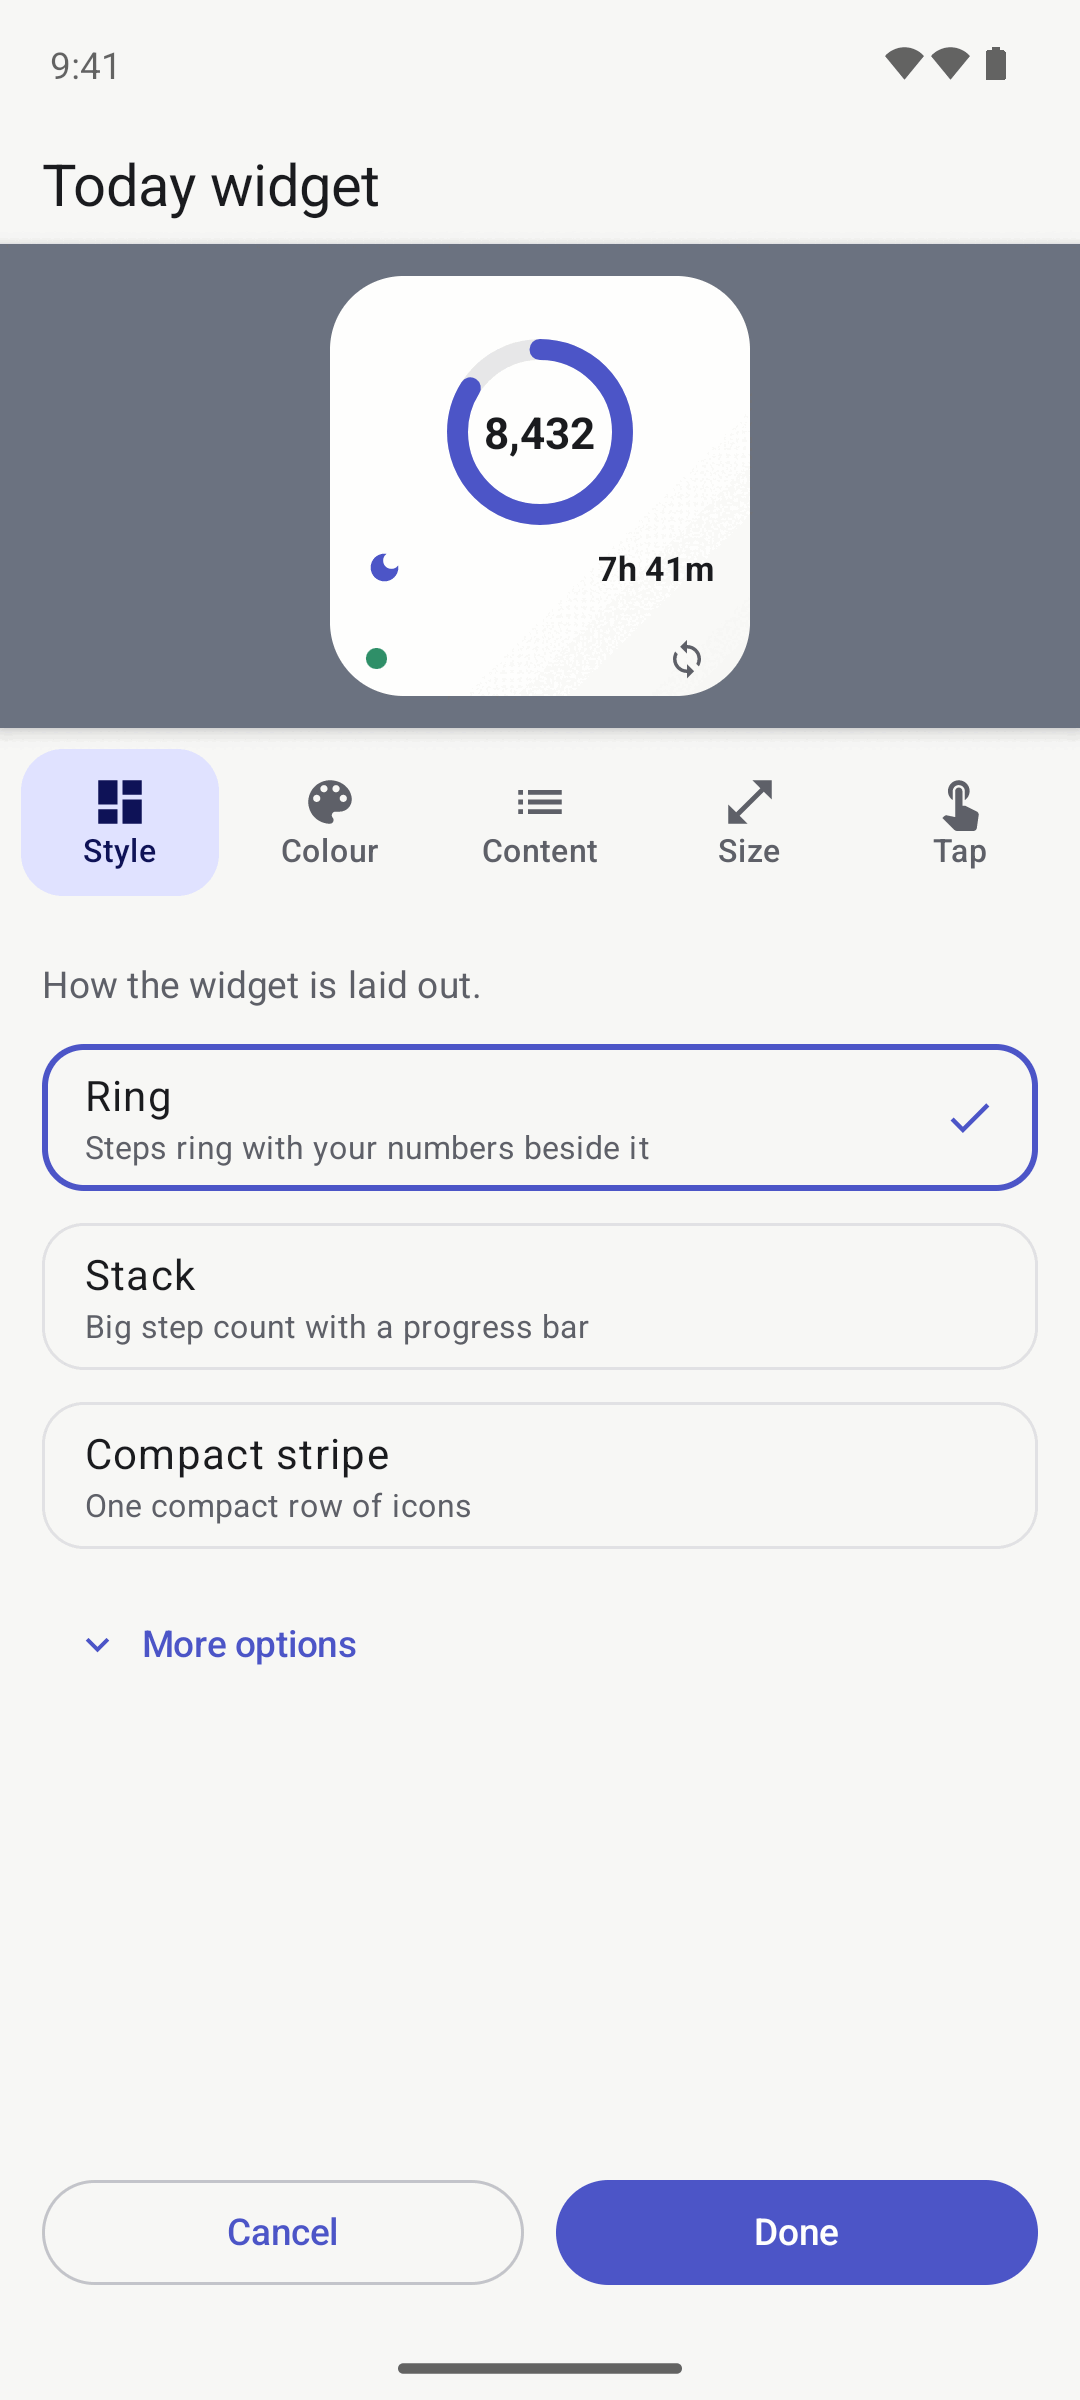 9:41
Today widget
8,432
7h 41m
Style
Colour
Content
Size
Tap
How the widget is laid out.
Ring
Steps ring with your numbers beside it
Stack
Big step count with a progress bar
Compact stripe
One compact row of icons
More options
Cancel
Done